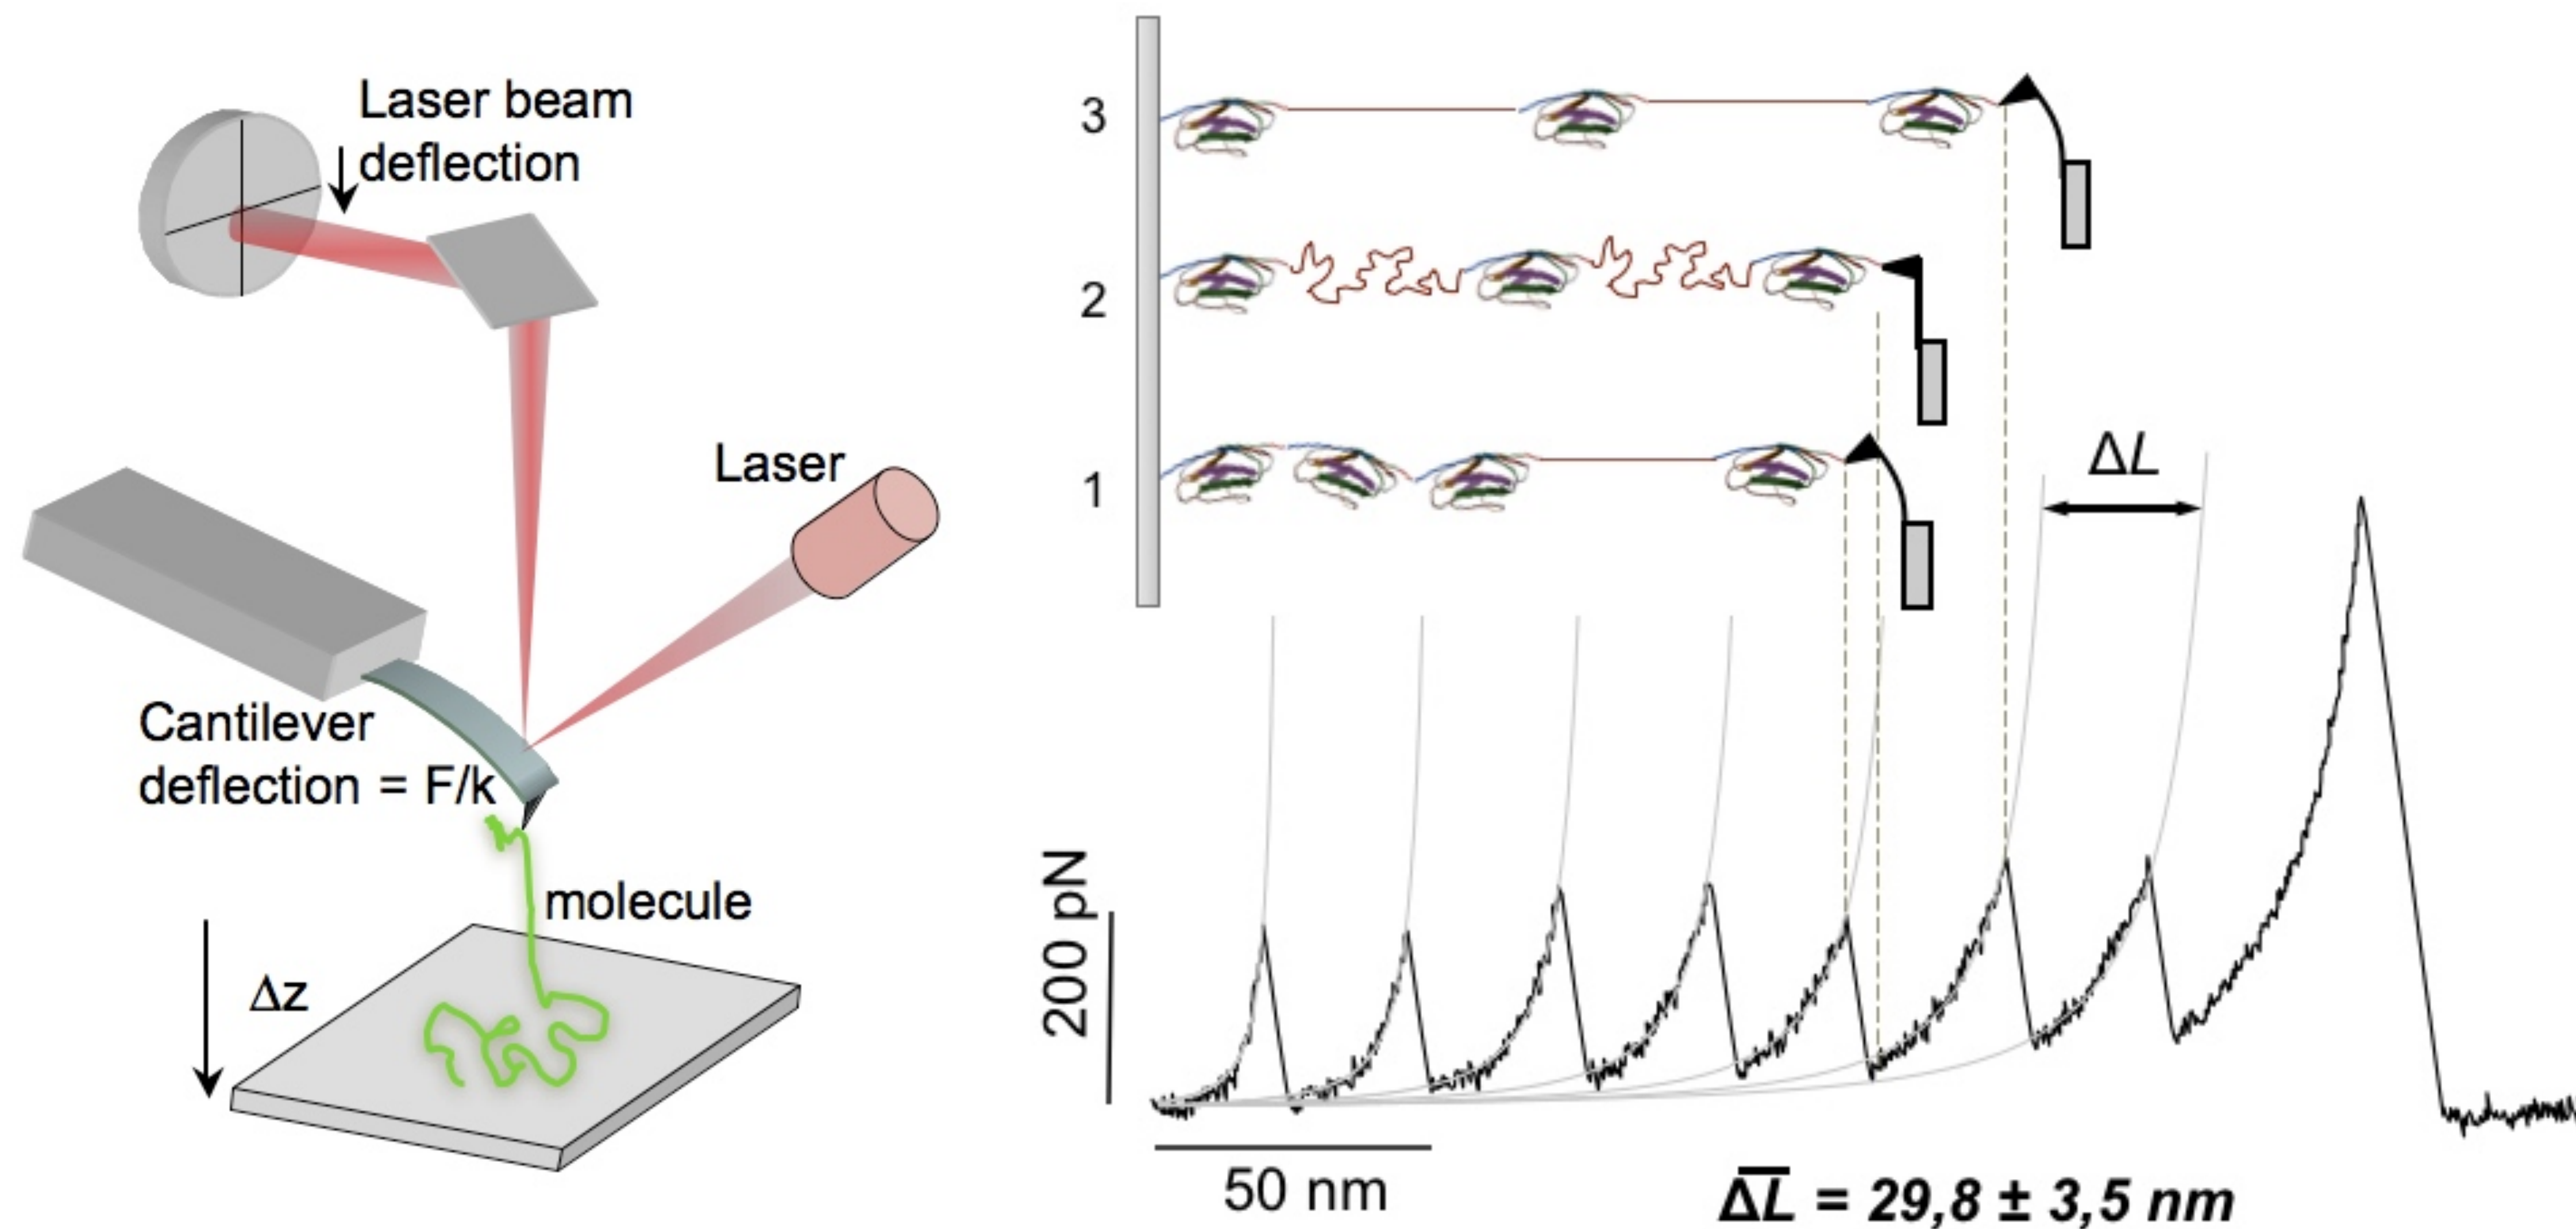 Laser beam
deflection
Laser
Cantilever
deflection = F/k
molecule
Δz
3
2
1
ΔL
200 pN
50 nm
Δ̅L̅ = 29,8 ± 3,5 nm